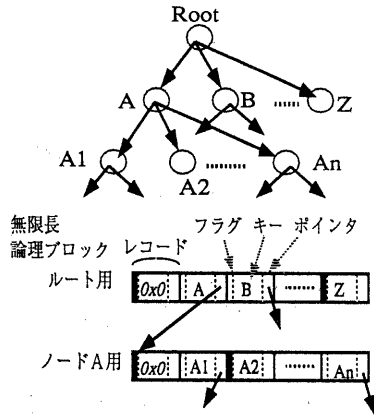 Root
A B ...... Z
A1 A2 ........ An
無限長
論理ブロック
レコード
フラグ キー ポインタ
ルート用 0x0 A B ...... Z
ノードA用 0x0 A1 A2 ...... An